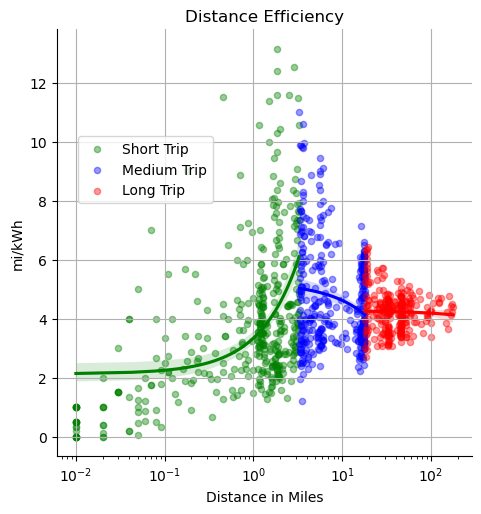 Distance Efficiency
mi/kWh
12
10
8
6
4
2
0
Short Trip
Medium Trip
Long Trip
10⁻² 10⁻¹ 10⁰ 10¹ 10²
Distance in Miles